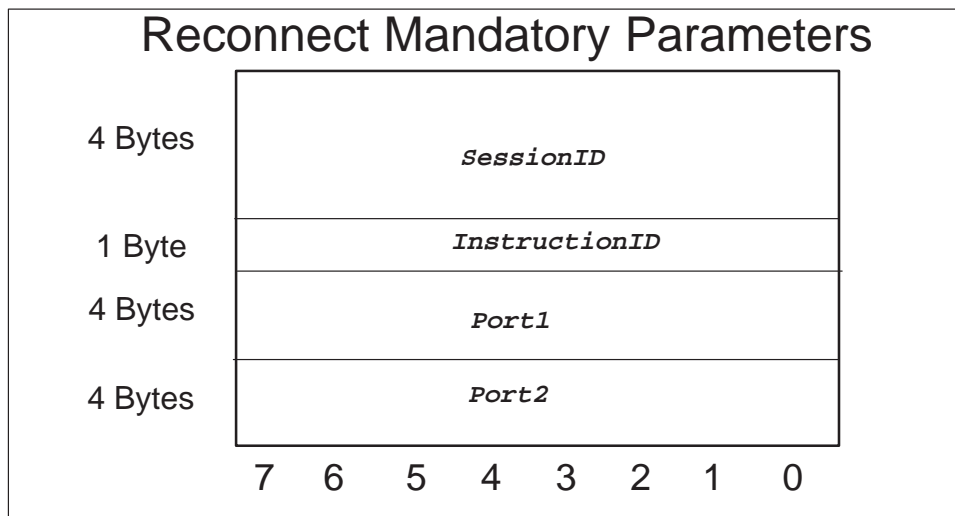 Reconnect Mandatory Parameters
4 Bytes
SessionID
1 Byte
InstructionID
4 Bytes
Port1
4 Bytes
Port2
7 6 5 4 3 2 1 0